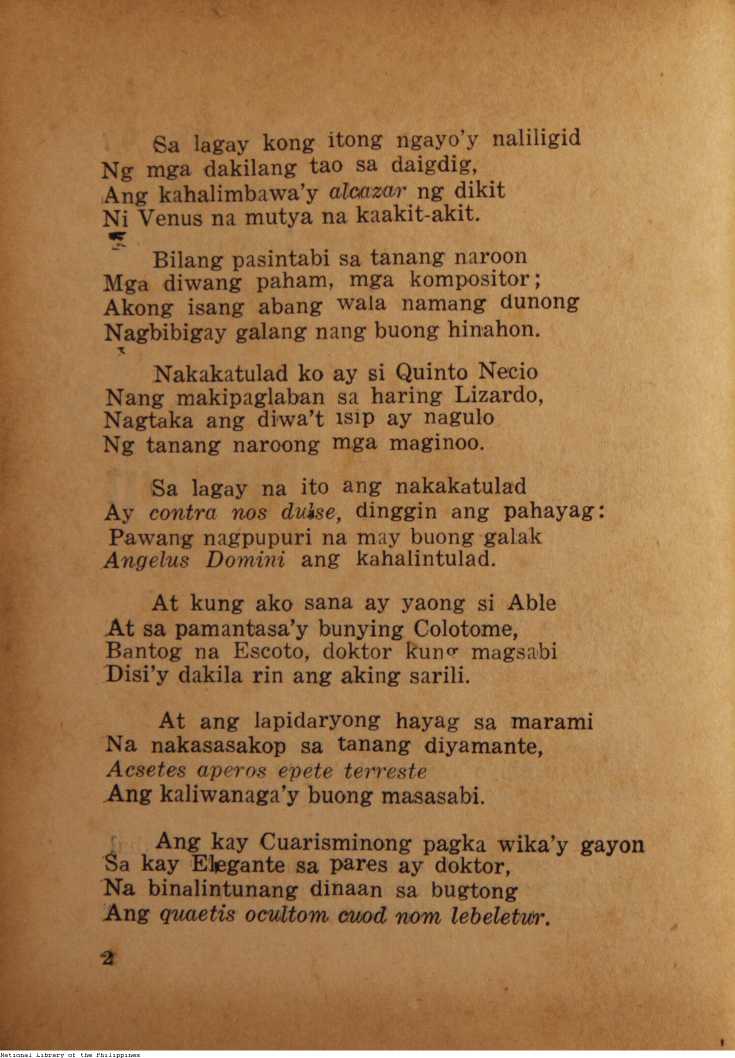 Sa lagay kong itong ngayo'y naliligid
Ng mga dakilang tao sa daigdig,
Ang kahalimbawa'y alcazar ng dikit
Ni Venus na mutya na kaakit-akit.
Bilang pasintabi sa tanang naroon
Mga diwang paham, mga kompositor;
Akong isang abang wala namang dunong
Nagbibigay galang nang buong hinahon.
Nakakatulad ko ay si Quinto Necio
Nang makipaglaban sa haring Lizardo,
Nagtaka ang diwa't isip ay nagulo
Ng tanang naroong mga maginoo.
Sa lagay na ito ang nakakatulad
Ay contra nos dulse, dinggin ang pahayag:
Pawang nagpupuri na may buong galak
Angelus Domini ang kahalintulad.
At kung ako sana ay yaong si Able
At sa pamantasa'y bunying Colotome,
Bantog na Escoto, doktor kung magsabi
Disi'y dakila rin ang aking sarili.
At ang lapidaryong hayag sa marami
Na nakasasakop sa tanang diyamante,
Acsetes aperos epete terreste
Ang kaliwanaga'y buong masasabi.
Ang kay Cuarisminong pagka wika'y gayon
Sa kay Elegante sa pares ay doktor,
Na binalintunang dinaan sa bugtong
Ang quaetis ocultom cuod nom lebeletur.
2
National Library of the Philippines